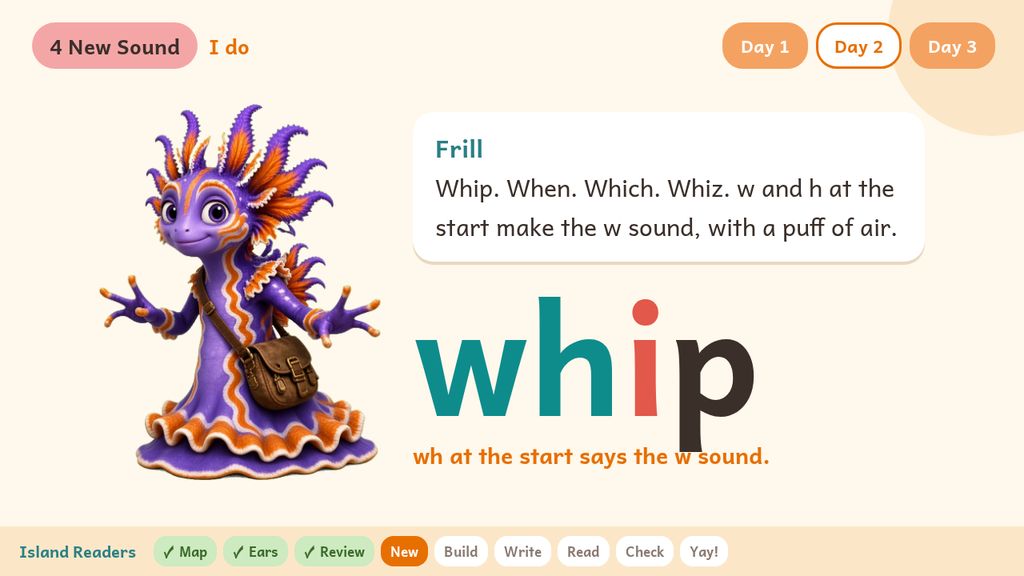 4 New Sound I do Day 1 Day 2 Day 3
Frill
Whip. When. Which. Whiz. w and h at the
start make the w sound, with a puff of air.
whip
wh at the start says the w sound.
Island Readers ✓ Map ✓ Ears ✓ Review New Build Write Read Check Yay!